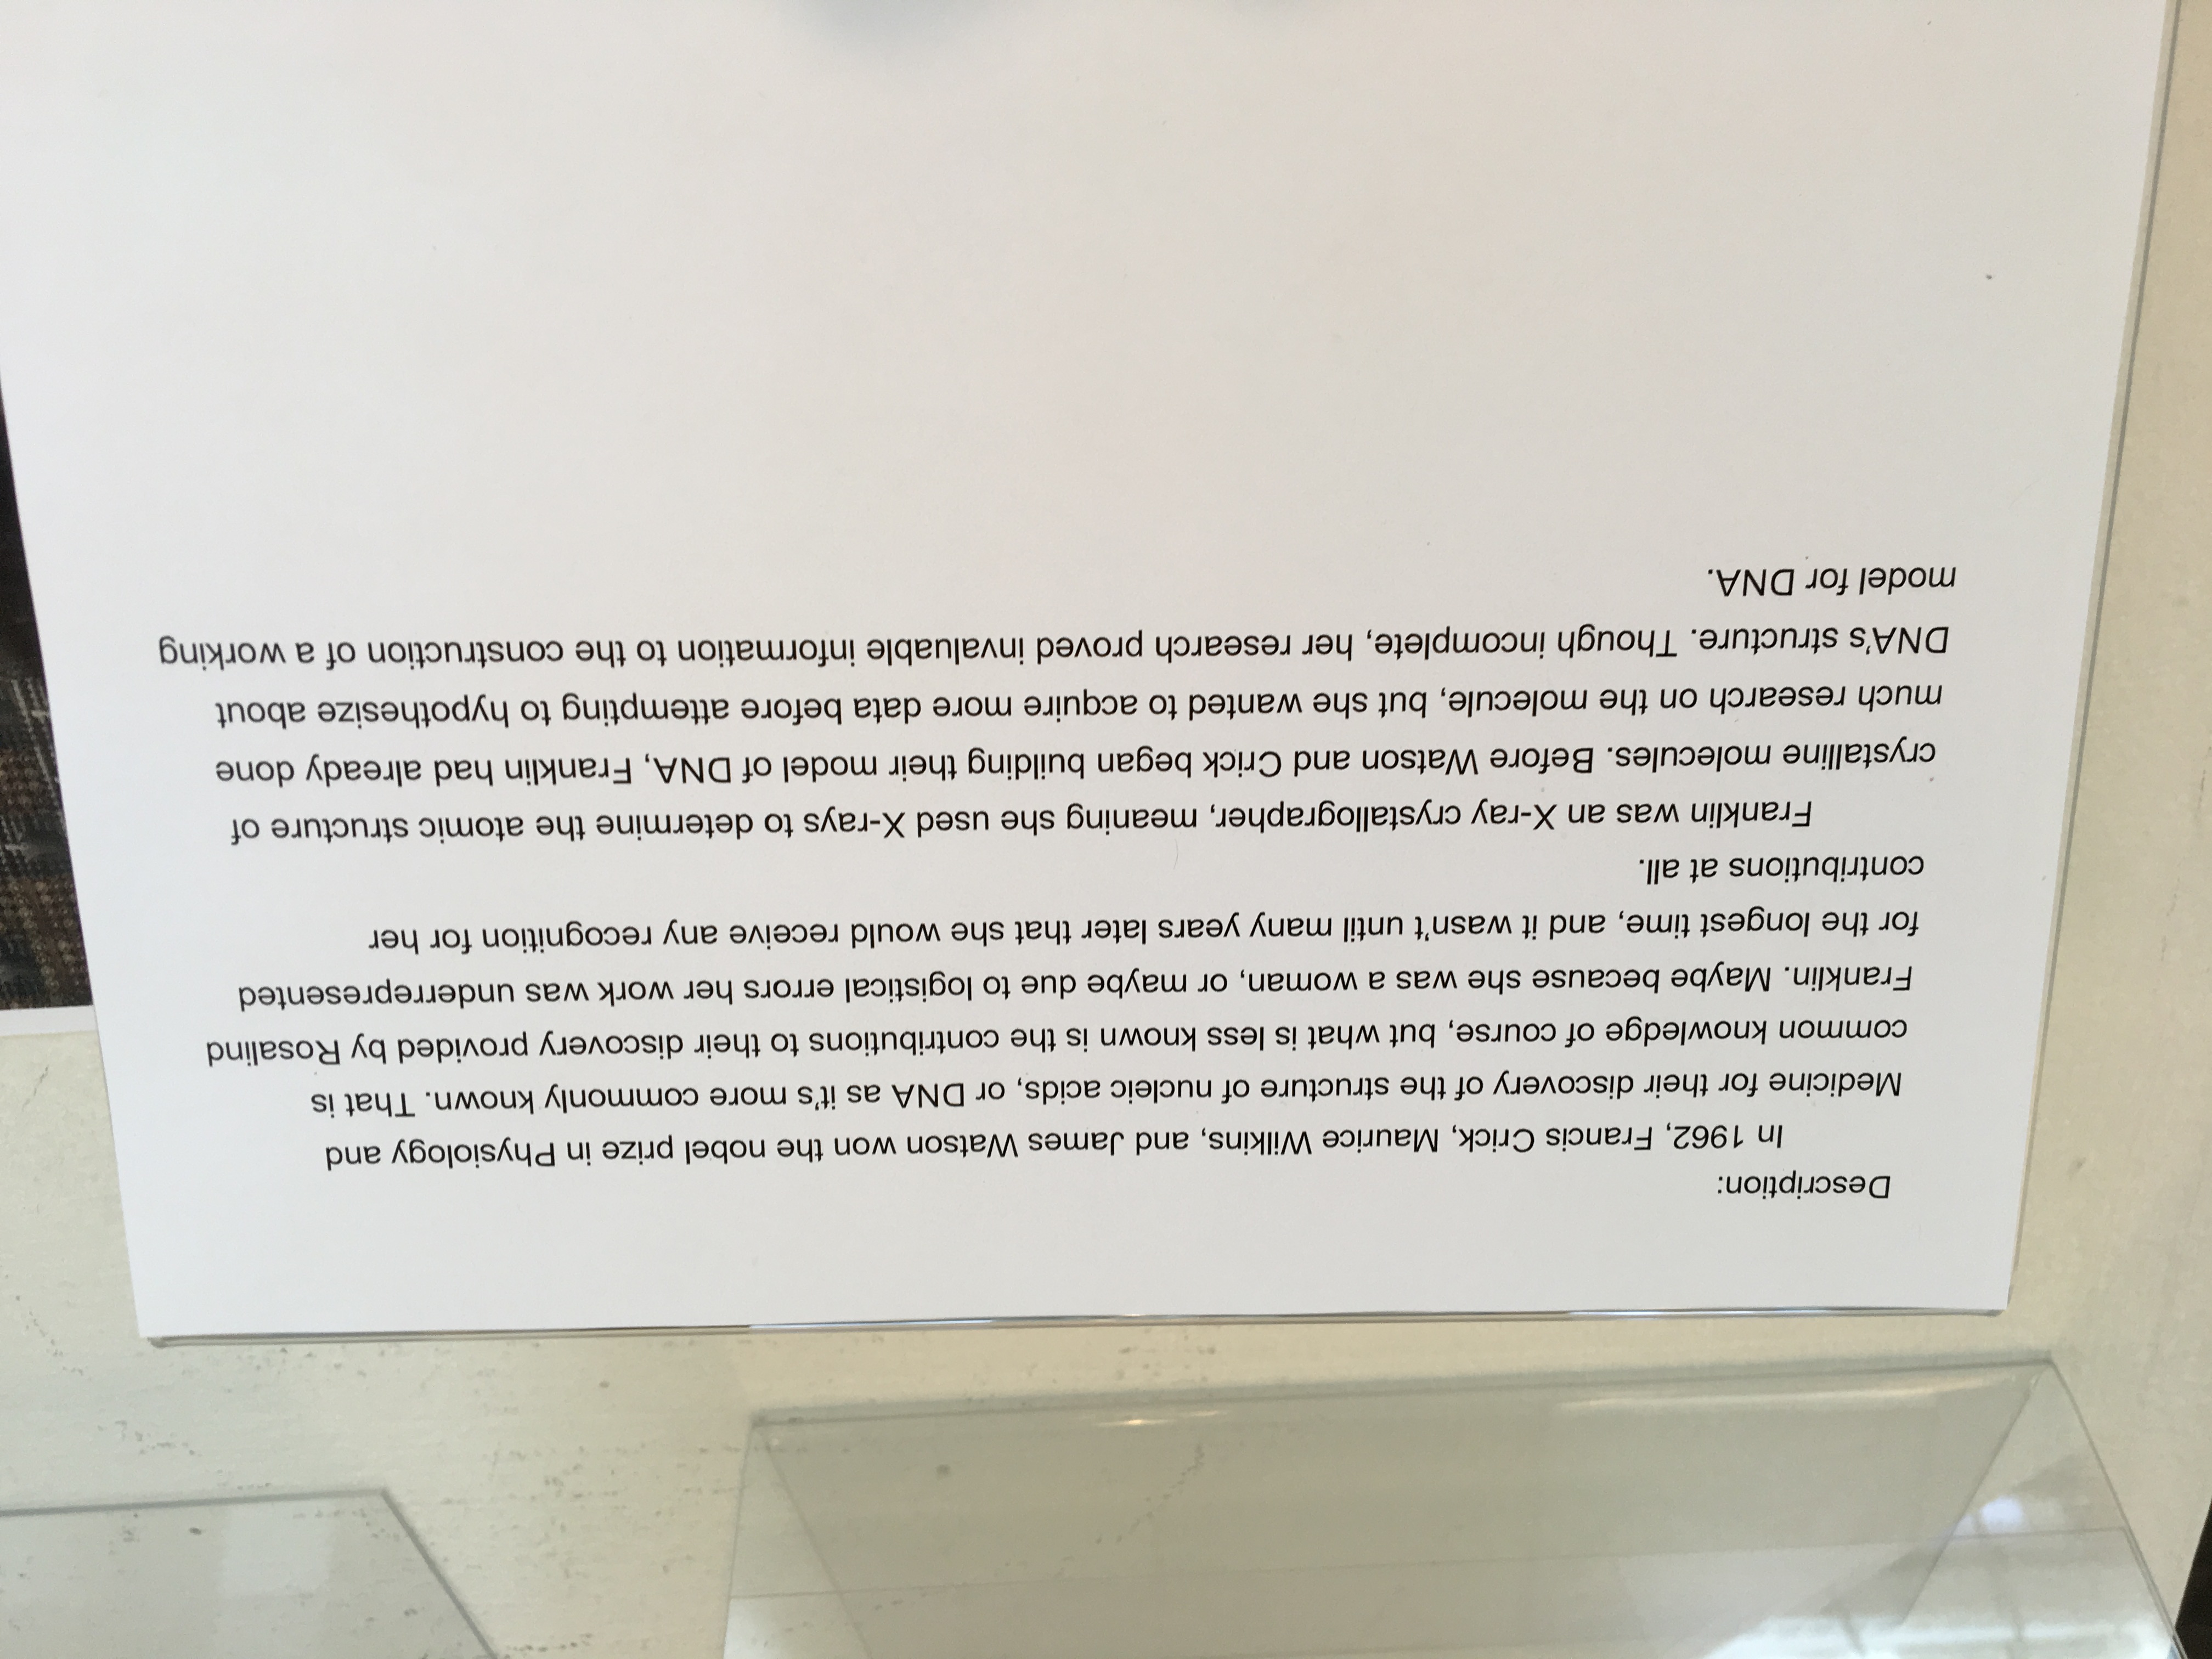 Description:
In 1962, Francis Crick, Maurice Wilkins, and James Watson won the nobel prize in Physiology and
Medicine for their discovery of the structure of nucleic acids, or DNA as it's more commonly known. That is
common knowledge of course, but what is less known is the contributions to their discovery provided by Rosalind
Franklin. Maybe because she was a woman, or maybe due to logistical errors her work was underrepresented
for the longest time, and it wasn't until many years later that she would receive any recognition for her
contributions at all.
Franklin was an X-ray crystallographer, meaning she used X-rays to determine the atomic structure of
crystalline molecules. Before Watson and Crick began building their model of DNA, Franklin had already done
much research on the molecule, but she wanted to acquire more data before attempting to hypothesize about
DNA's structure. Though incomplete, her research proved invaluable information to the construction of a working
model for DNA.